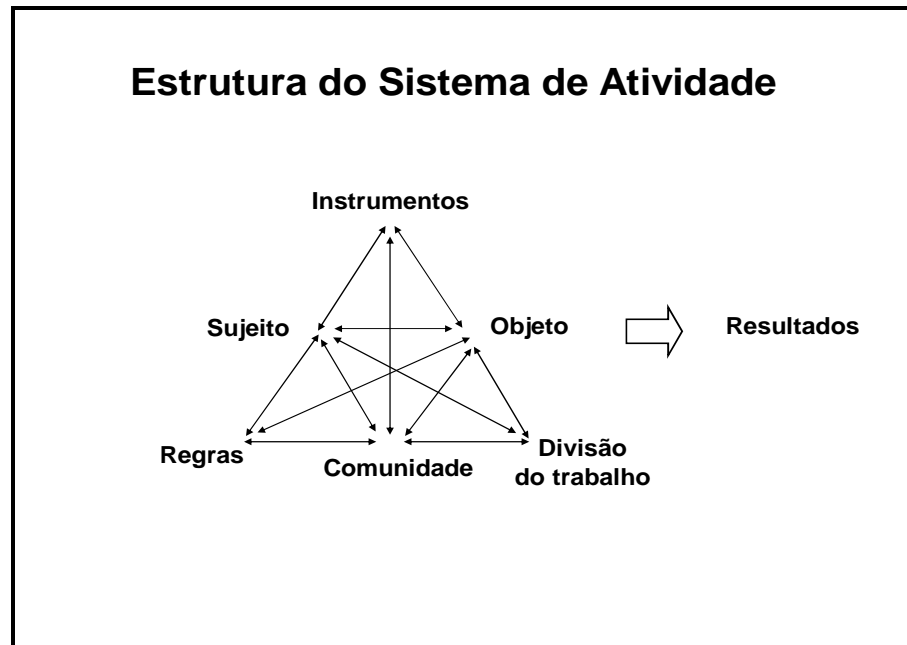 Estrutura do Sistema de Atividade
Instrumentos
Sujeito
Objeto
Resultados
Regras
Comunidade
Divisão
do trabalho